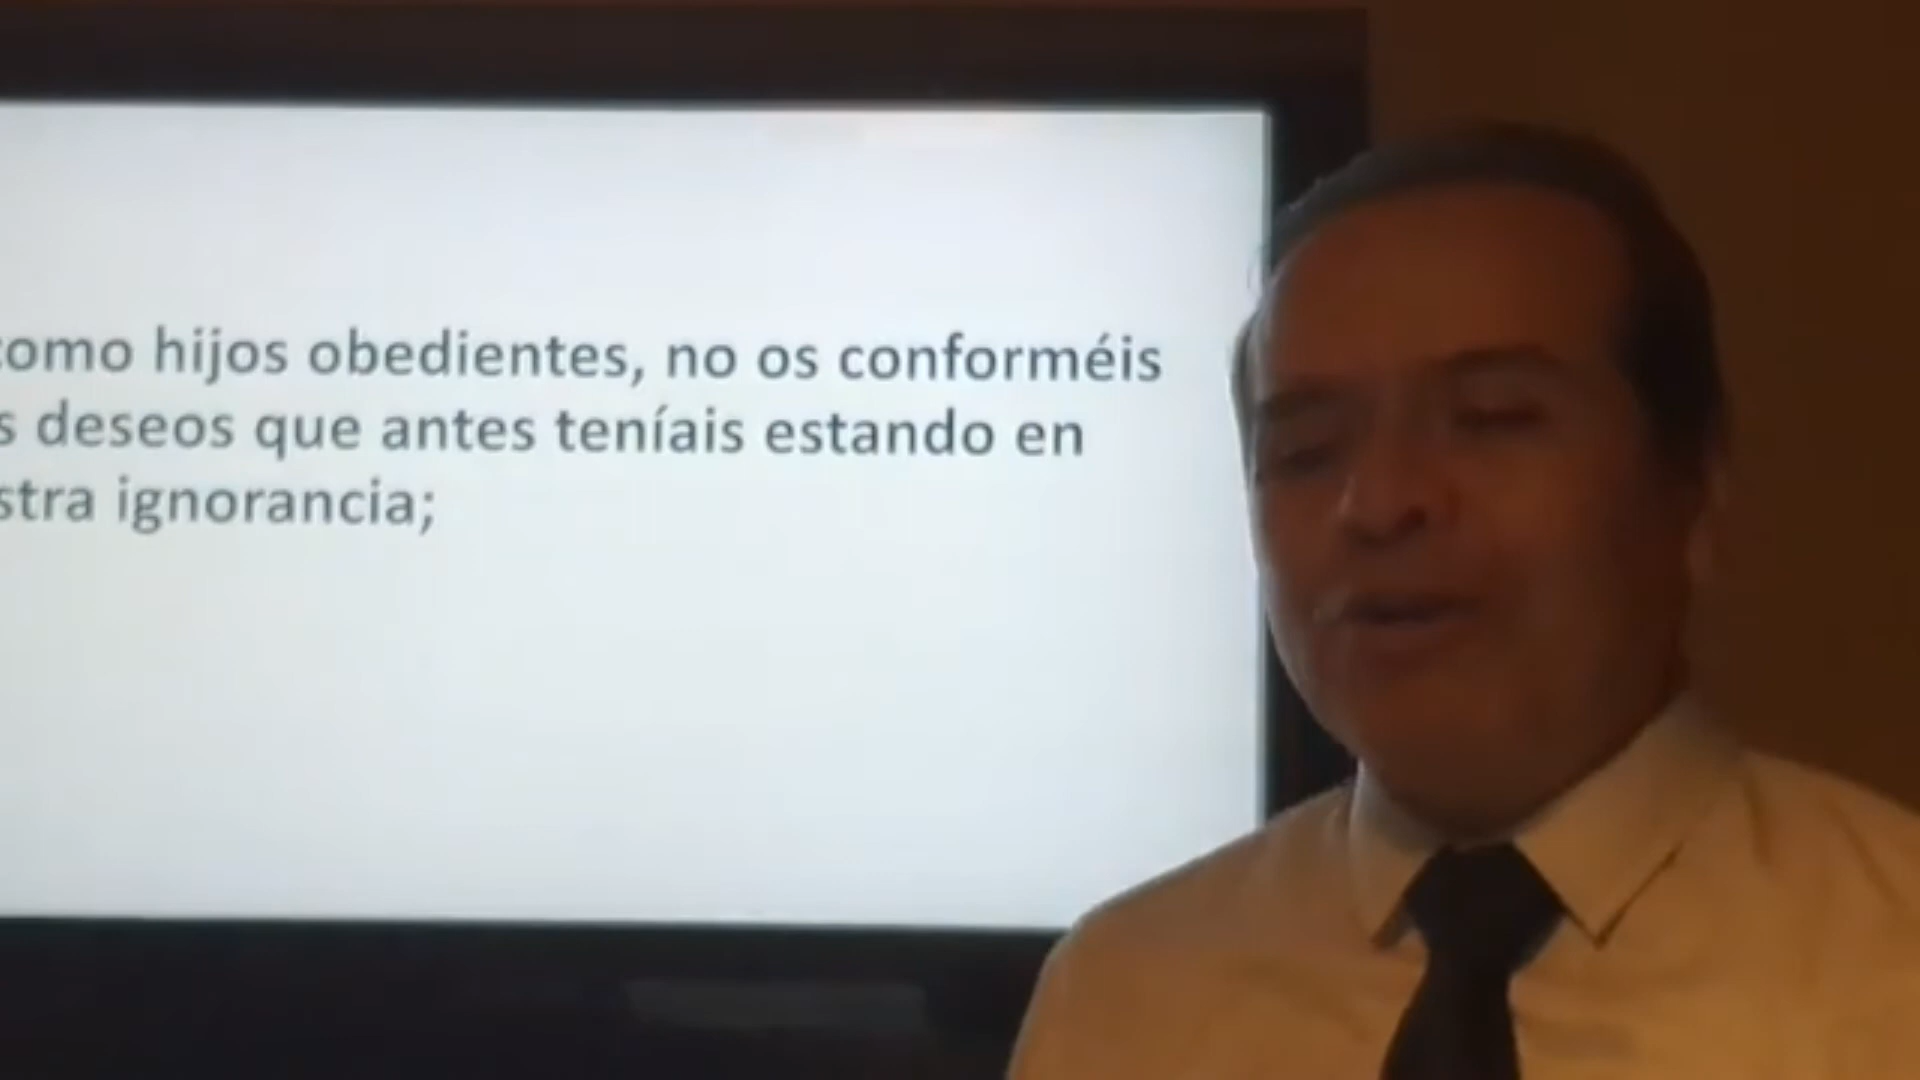 como hijos obedientes, no os conforméis
s deseos que antes teníais estando en
stra ignorancia;